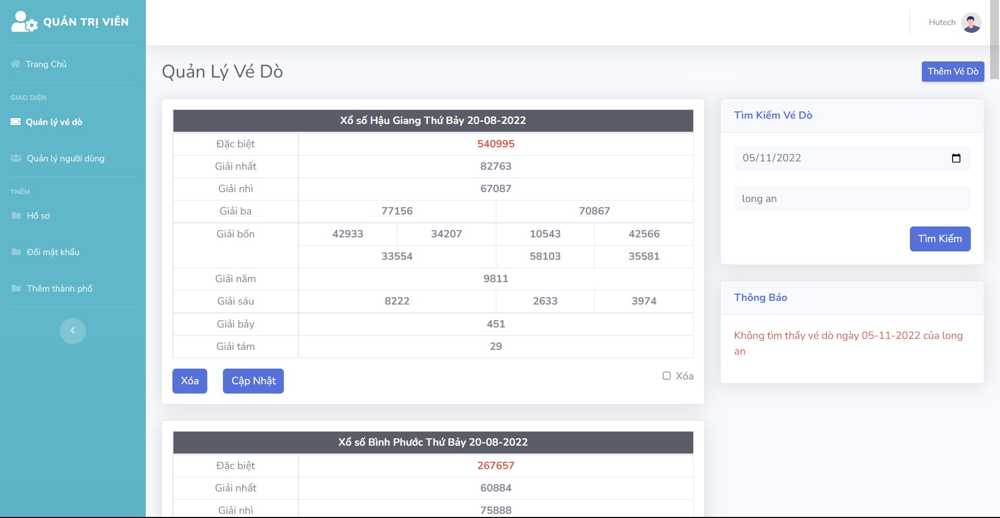 QUẢN TRỊ VIÊN
Trang Chủ
GIAO DIỆN
Quản lý vé dò
Quản lý người dùng
THÊM
Hồ sơ
Đổi mật khẩu
Thêm thành phố
Hutech
Quản Lý Vé Dò
Thêm Vé Dò
Xổ số Hậu Giang Thứ Bảy 20-08-2022
Đặc biệt 540995
Giải nhất 82763
Giải nhì 67087
Giải ba 77156 70867
Giải bốn 42933 34207 10543 42566
33554 58103 35581
Giải năm 9811
Giải sáu 8222 2633 3974
Giải bảy 451
Giải tám 29
Xóa Cập Nhật Xóa
Xổ số Bình Phước Thứ Bảy 20-08-2022
Đặc biệt 267657
Giải nhất 60884
Giải nhì 75888
Tìm Kiếm Vé Dò
05/11/2022
long an
Tìm Kiếm
Thông Báo
Không tìm thấy vé dò ngày 05-11-2022 của long
an